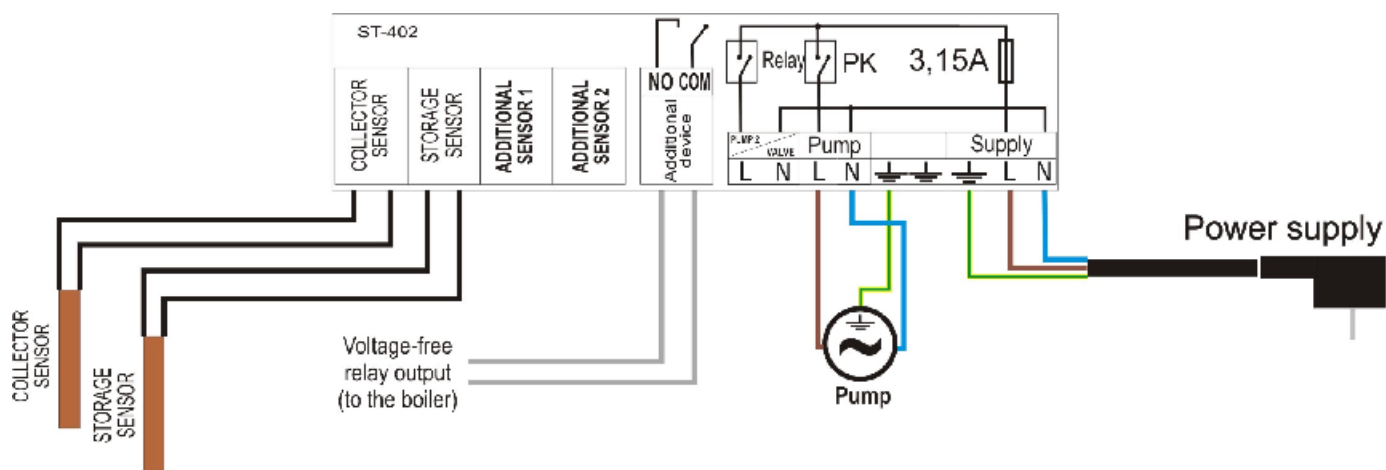 ST-402
COLLECTOR
SENSOR
STORAGE
SENSOR
ADDITIONAL
SENSOR 1
ADDITIONAL
SENSOR 2
NO COM
Additional
device
Relay
PK
3,15A
PUMP 2
VALVE
Pump
Supply
L N L N L N
COLLECTOR
SENSOR
STORAGE
SENSOR
Voltage-free
relay output
(to the boiler)
Pump
Power supply